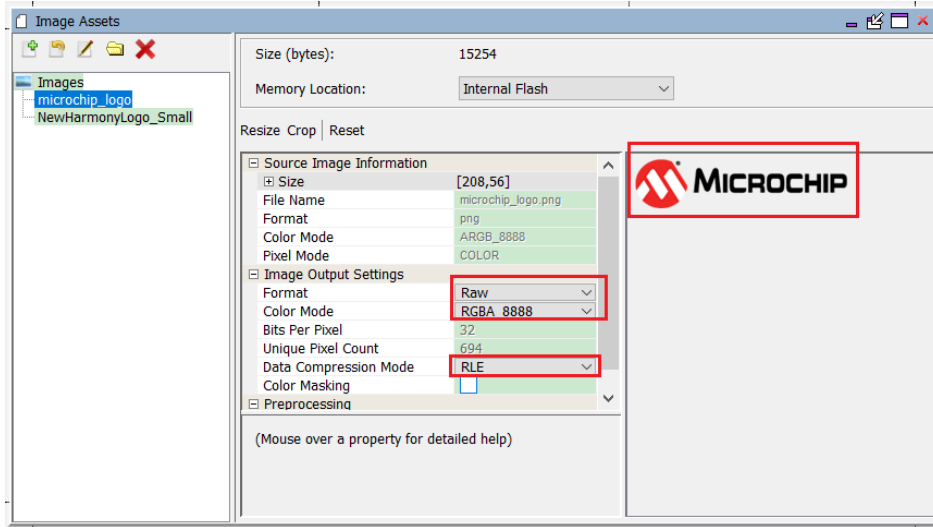 Image Assets
Images
microchip_logo
NewHarmonyLogo_Small
Size (bytes): 15254
Memory Location: Internal Flash
Resize Crop Reset
Source Image Information
Size [208,56]
File Name microchip_logo.png
Format png
Color Mode ARGB_8888
Pixel Mode COLOR
Image Output Settings
Format Raw
Color Mode RGBA_8888
Bits Per Pixel 32
Unique Pixel Count 694
Data Compression Mode RLE
Color Masking
Preprocessing
(Mouse over a property for detailed help)
MICROCHIP